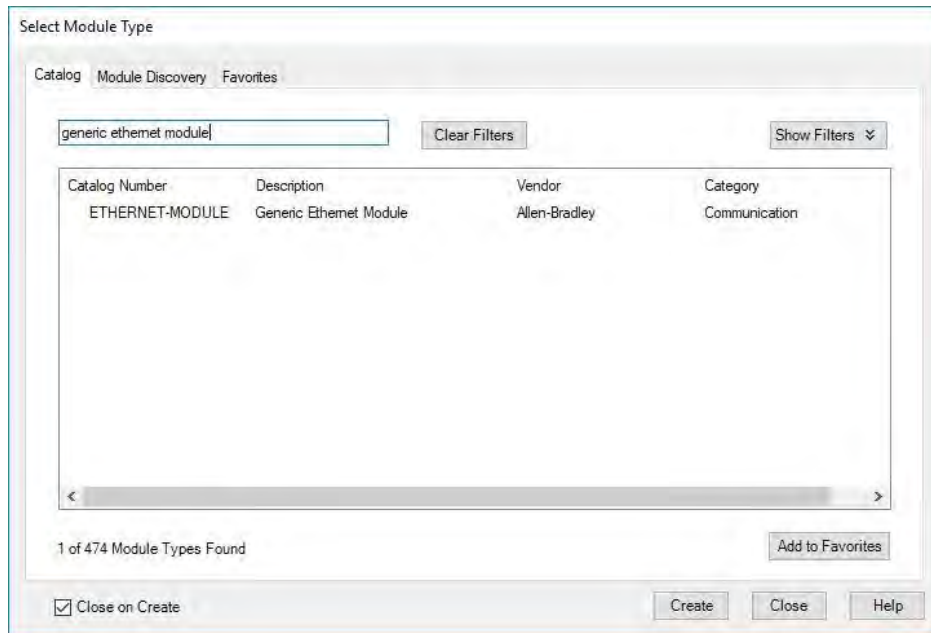 Select Module Type
Catalog Module Discovery Favorites
generic ethernet module
Clear Filters
Show Filters
Catalog Number Description Vendor Category
ETHERNET-MODULE Generic Ethernet Module Allen-Bradley Communication
1 of 474 Module Types Found
Add to Favorites
Close on Create
Create Close Help